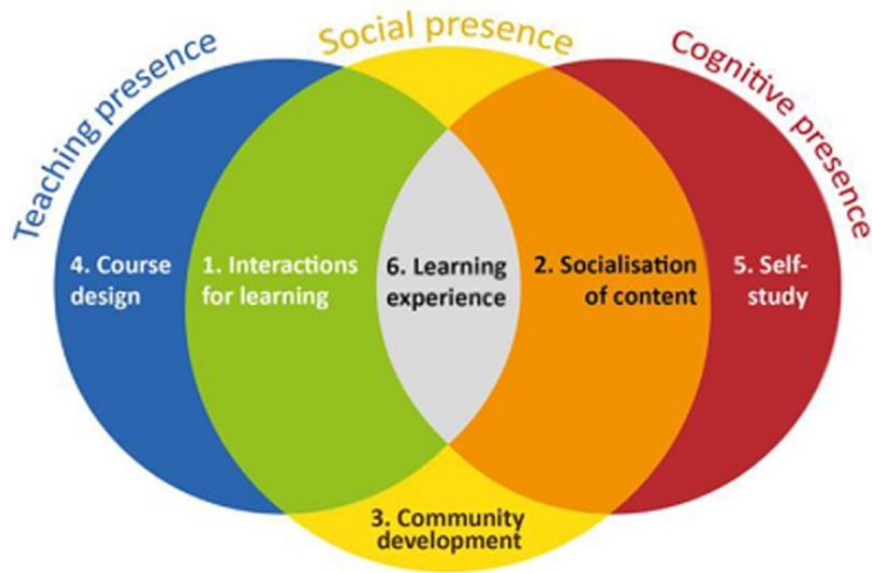 Social presence
Teaching presence
Cognitive presence
4. Course
design
1. Interactions
for learning
6. Learning
experience
2. Socialisation
of content
5. Self-
study
3. Community
development